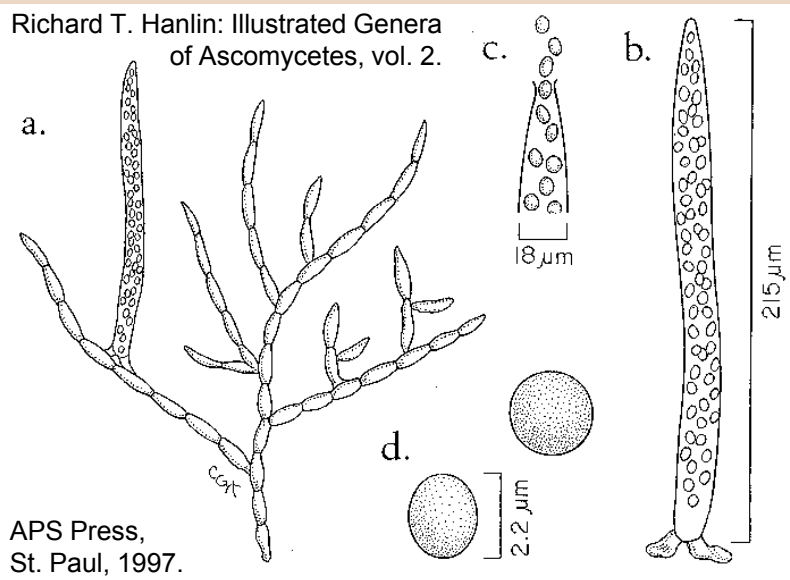 Richard T. Hanlin: Illustrated Genera
of Ascomycetes, vol. 2.
a.
c.
b.
18 µm
215 µm
d.
2.2 µm
APS Press,
St. Paul, 1997.